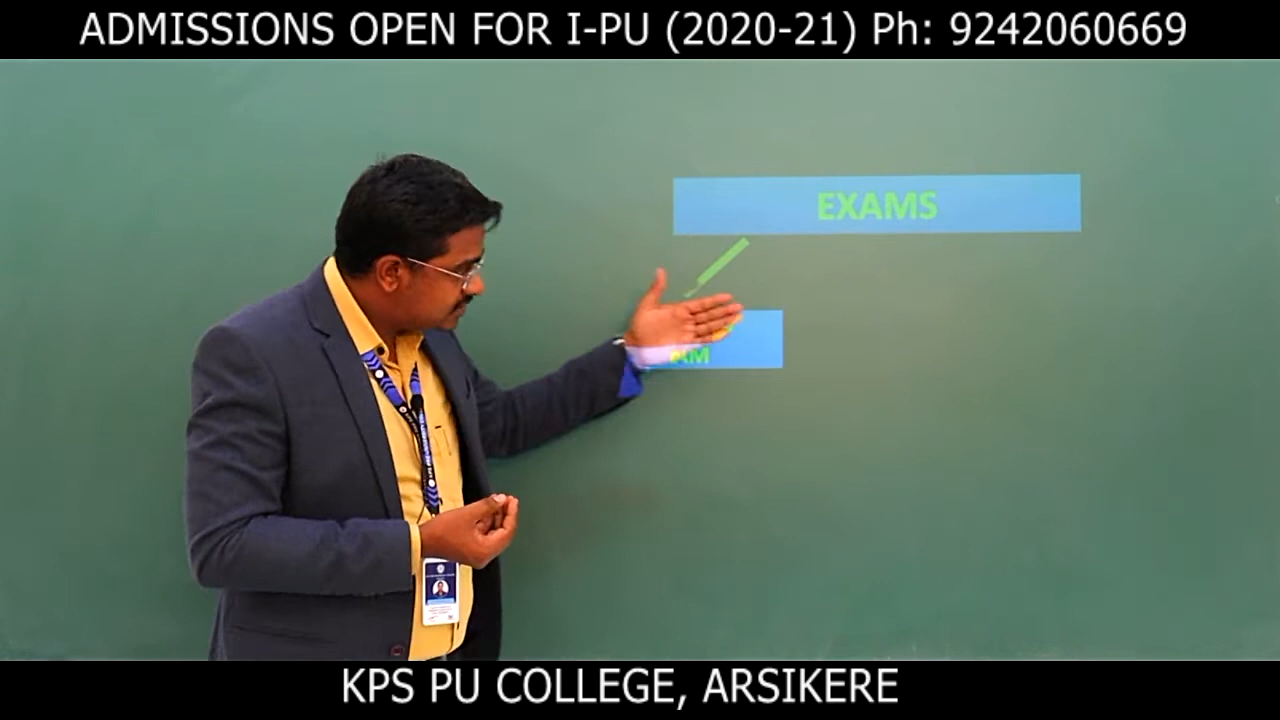 ADMISSIONS OPEN FOR I-PU (2020-21) Ph: 9242060669
EXAMS
KPS PU COLLEGE, ARSIKERE